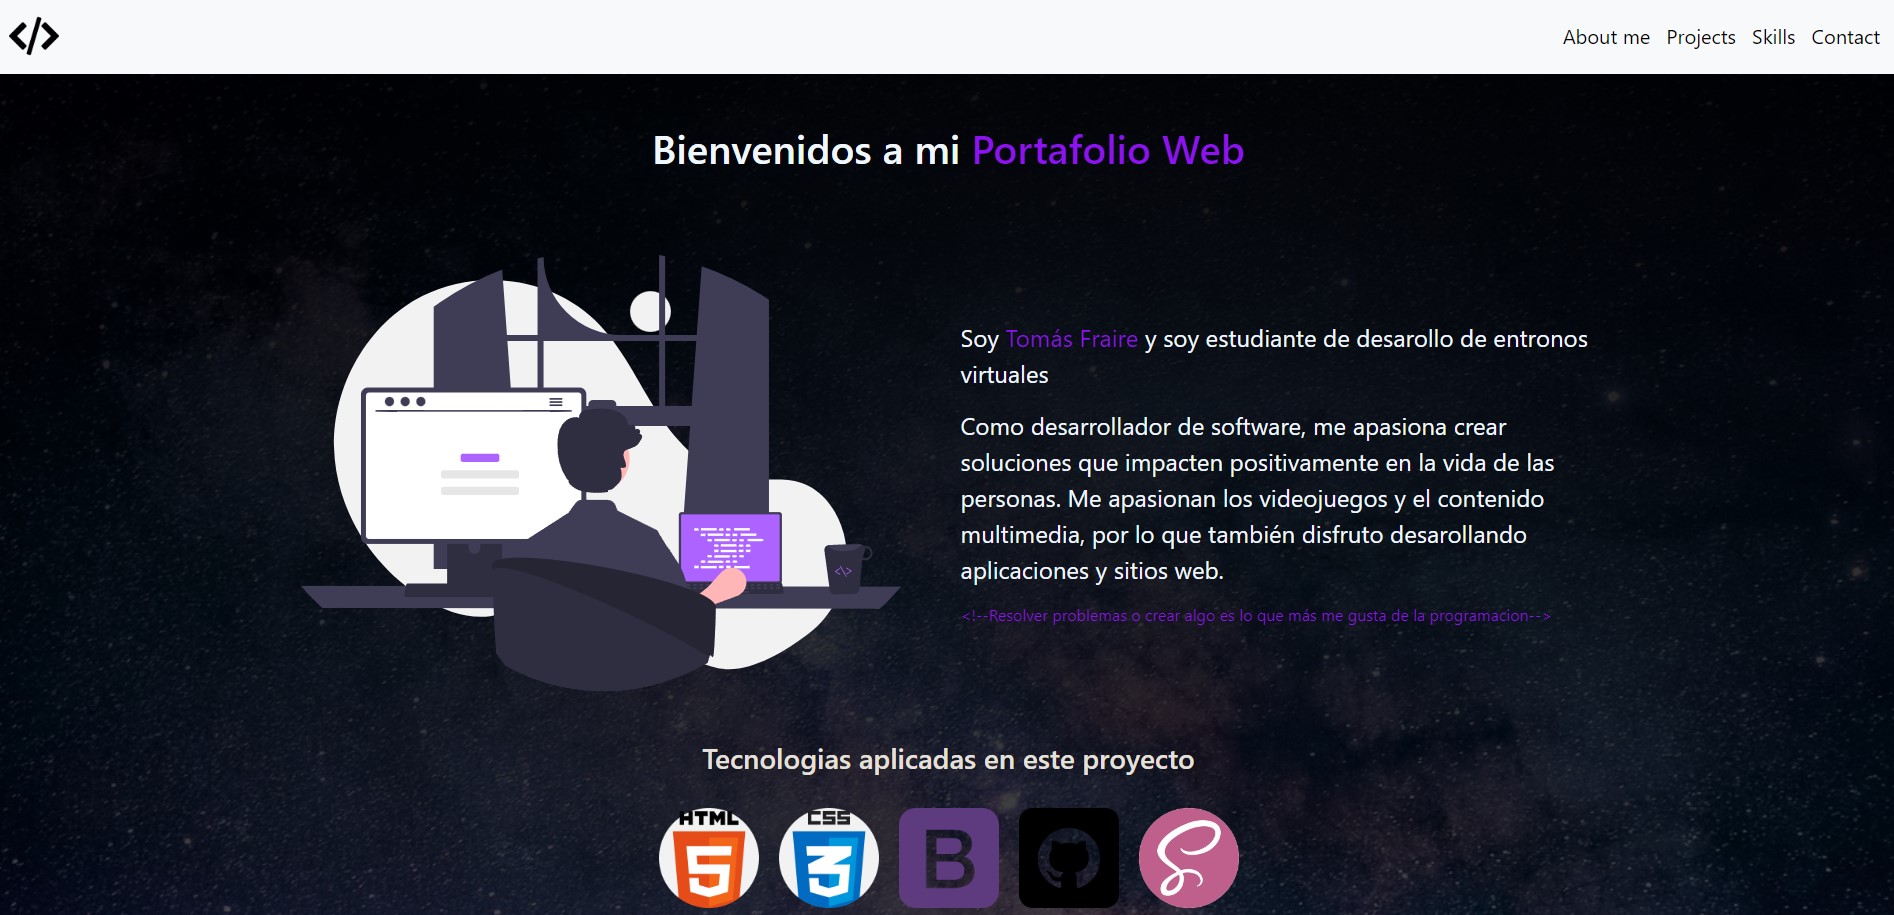 </>
About me Projects Skills Contact
Bienvenidos a mi Portafolio Web
Soy Tomás Fraire y soy estudiante de desarollo de entronos
virtuales
Como desarrollador de software, me apasiona crear
soluciones que impacten positivamente en la vida de las
personas. Me apasionan los videojuegos y el contenido
multimedia, por lo que también disfruto desarollando
aplicaciones y sitios web.
<!--Resolver problemas o crear algo es lo que más me gusta de la programacion-->
</>
Tecnologias aplicadas en este proyecto
HTML CSS
5 3 B S